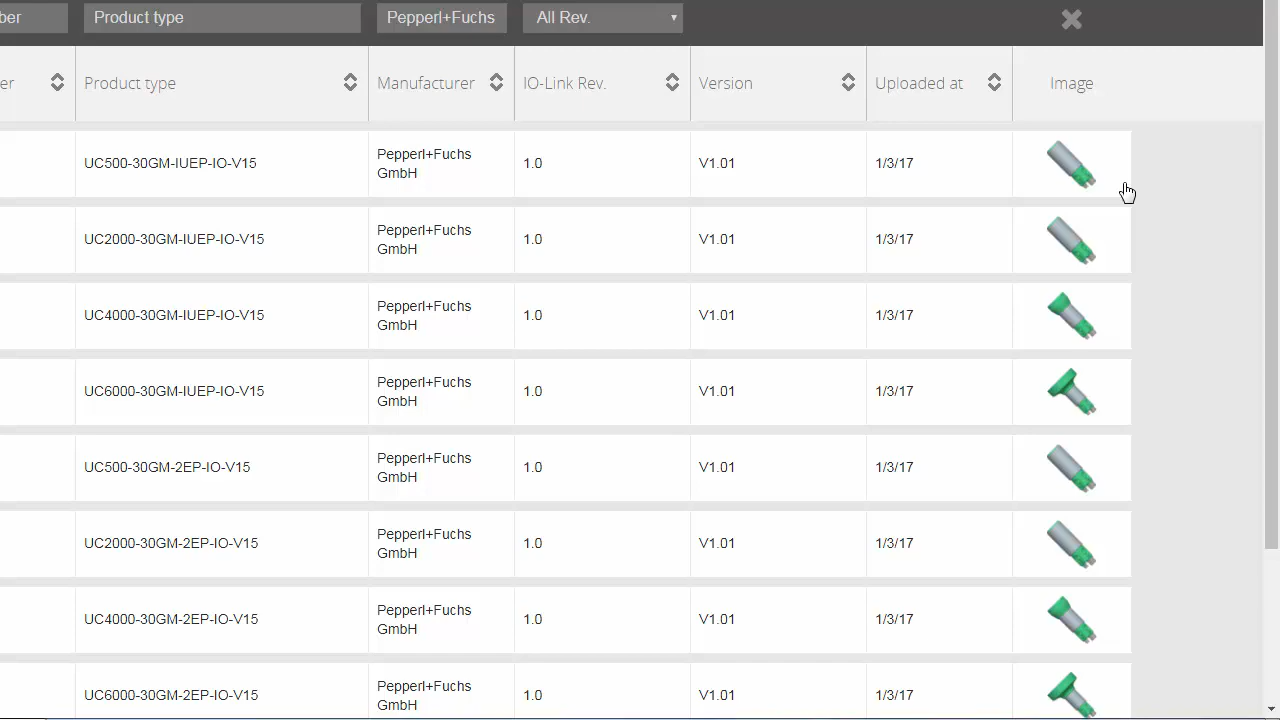 ber
Product type
Pepperl+Fuchs
All Rev.
er
Product type
Manufacturer
IO-Link Rev.
Version
Uploaded at
Image
UC500-30GM-IUEP-IO-V15
Pepperl+Fuchs
GmbH
1.0
V1.01
1/3/17
UC2000-30GM-IUEP-IO-V15
Pepperl+Fuchs
GmbH
1.0
V1.01
1/3/17
UC4000-30GM-IUEP-IO-V15
Pepperl+Fuchs
GmbH
1.0
V1.01
1/3/17
UC6000-30GM-IUEP-IO-V15
Pepperl+Fuchs
GmbH
1.0
V1.01
1/3/17
UC500-30GM-2EP-IO-V15
Pepperl+Fuchs
GmbH
1.0
V1.01
1/3/17
UC2000-30GM-2EP-IO-V15
Pepperl+Fuchs
GmbH
1.0
V1.01
1/3/17
UC4000-30GM-2EP-IO-V15
Pepperl+Fuchs
GmbH
1.0
V1.01
1/3/17
UC6000-30GM-2EP-IO-V15
Pepperl+Fuchs
GmbH
1.0
V1.01
1/3/17